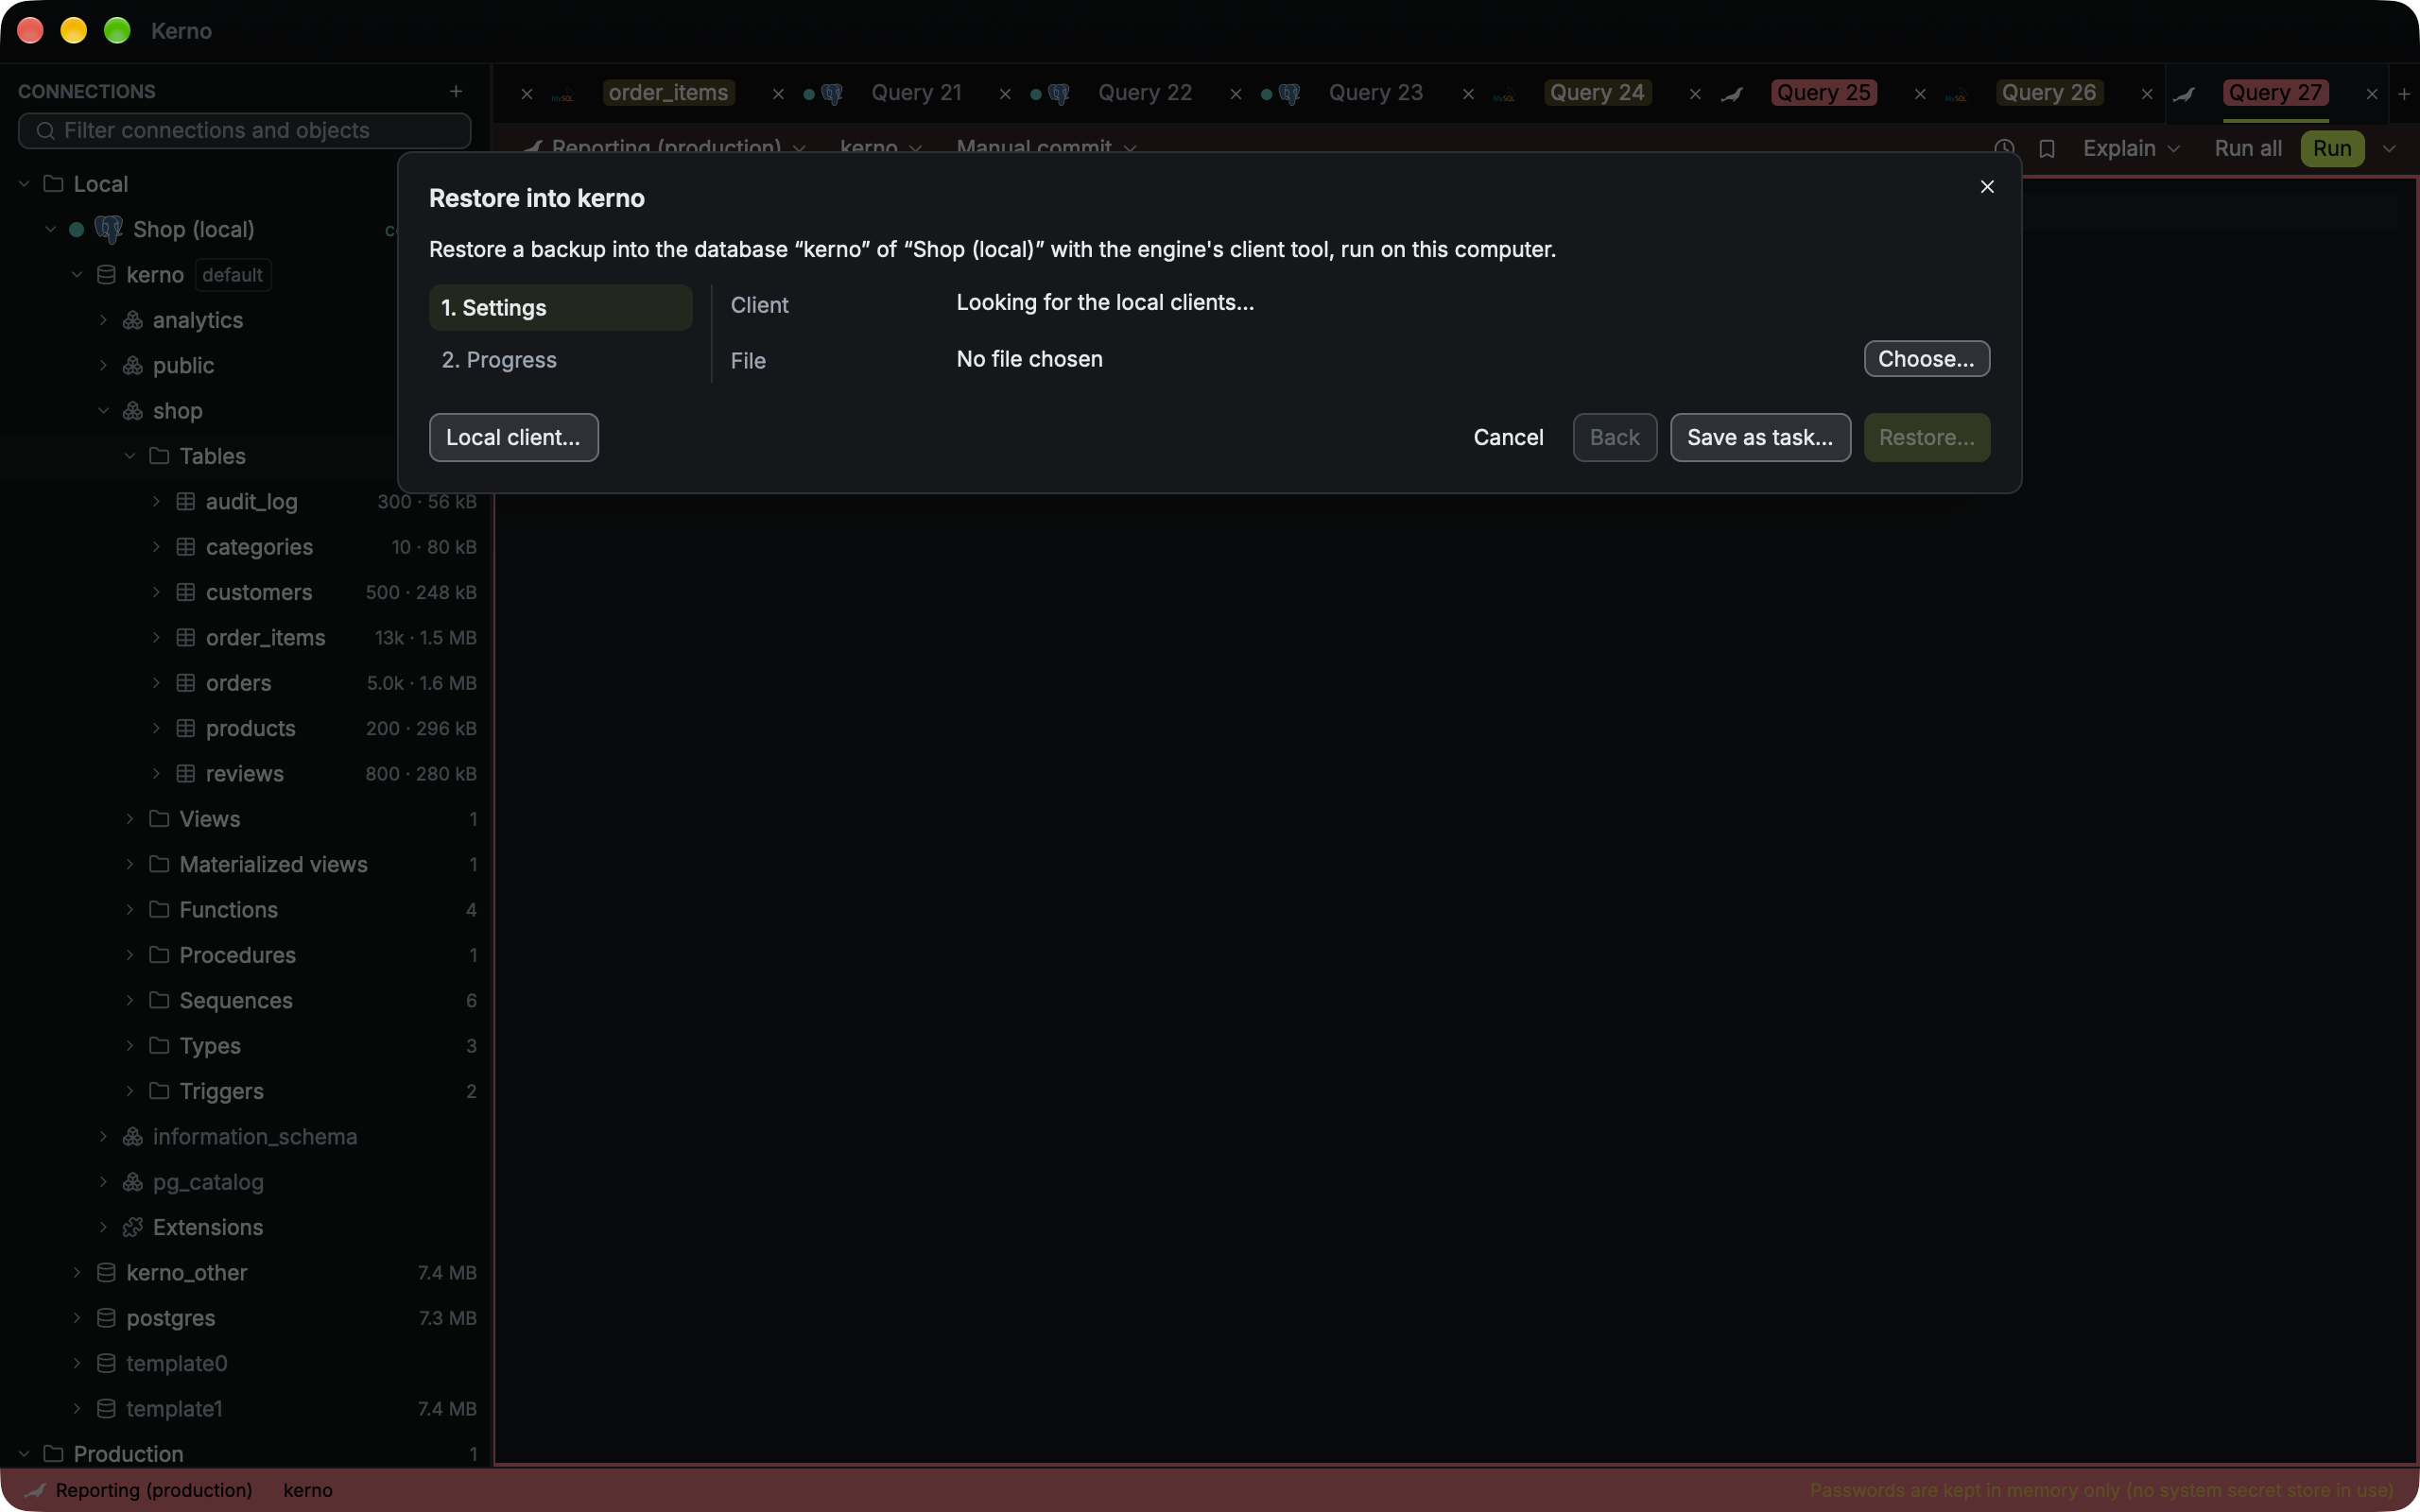 Kerno
CONNECTIONS
Filter connections and objects
order_items
Query 21
Query 22
Query 23
Query 24
Query 25
Query 26
Query 27
Reporting (production)
kerno
Manual commit
Explain
Run all
Run
Local
Shop (local)
kerno default
analytics
public
shop
Tables
audit_log 300 · 56 kB
categories 10 · 80 kB
customers 500 · 248 kB
order_items 13k · 1.5 MB
orders 5.0k · 1.6 MB
products 200 · 296 kB
reviews 800 · 280 kB
Views 1
Materialized views 1
Functions 4
Procedures 1
Sequences 6
Types 3
Triggers 2
information_schema
pg_catalog
Extensions
kerno_other 7.4 MB
postgres 7.3 MB
template0
template1 7.4 MB
Production 1
Restore into kerno
Restore a backup into the database “kerno” of “Shop (local)” with the engine's client tool, run on this computer.
1. Settings
2. Progress
Client Looking for the local clients...
File No file chosen
Choose...
Local client...
Cancel
Back
Save as task...
Restore...
Reporting (production) kerno
Passwords are kept in memory only (no system secret store in use)